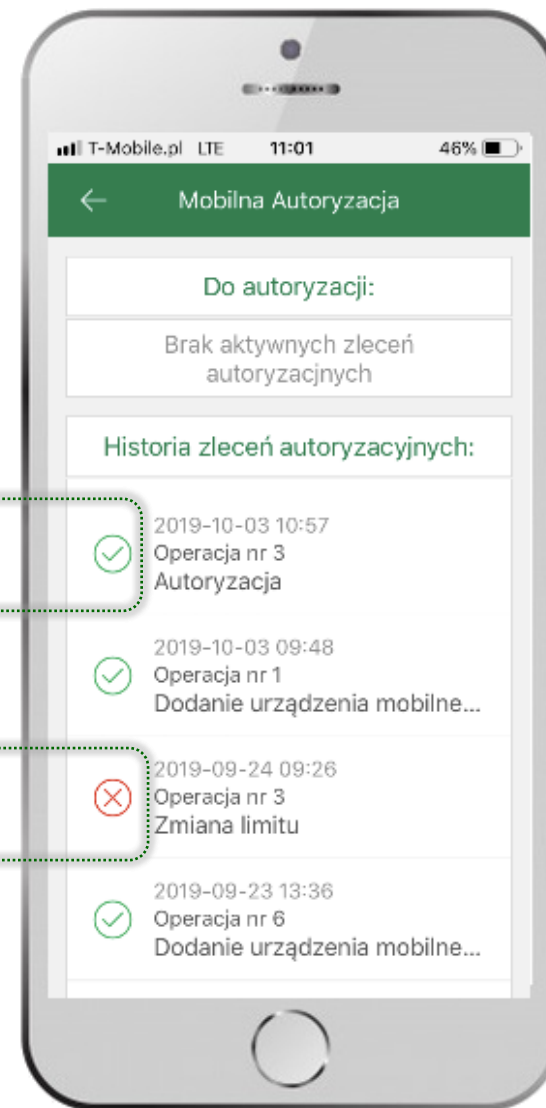 T-Mobile.pl LTE 11:01 46%
Mobilna Autoryzacja
Do autoryzacji:
Brak aktywnych zleceń
autoryzacjnych
Historia zleceń autoryzacyjnych:
2019-10-03 10:57
Operacja nr 3
Autoryzacja
2019-10-03 09:48
Operacja nr 1
Dodanie urządzenia mobilne...
2019-09-24 09:26
Operacja nr 3
Zmiana limitu
2019-09-23 13:36
Operacja nr 6
Dodanie urządzenia mobilne...